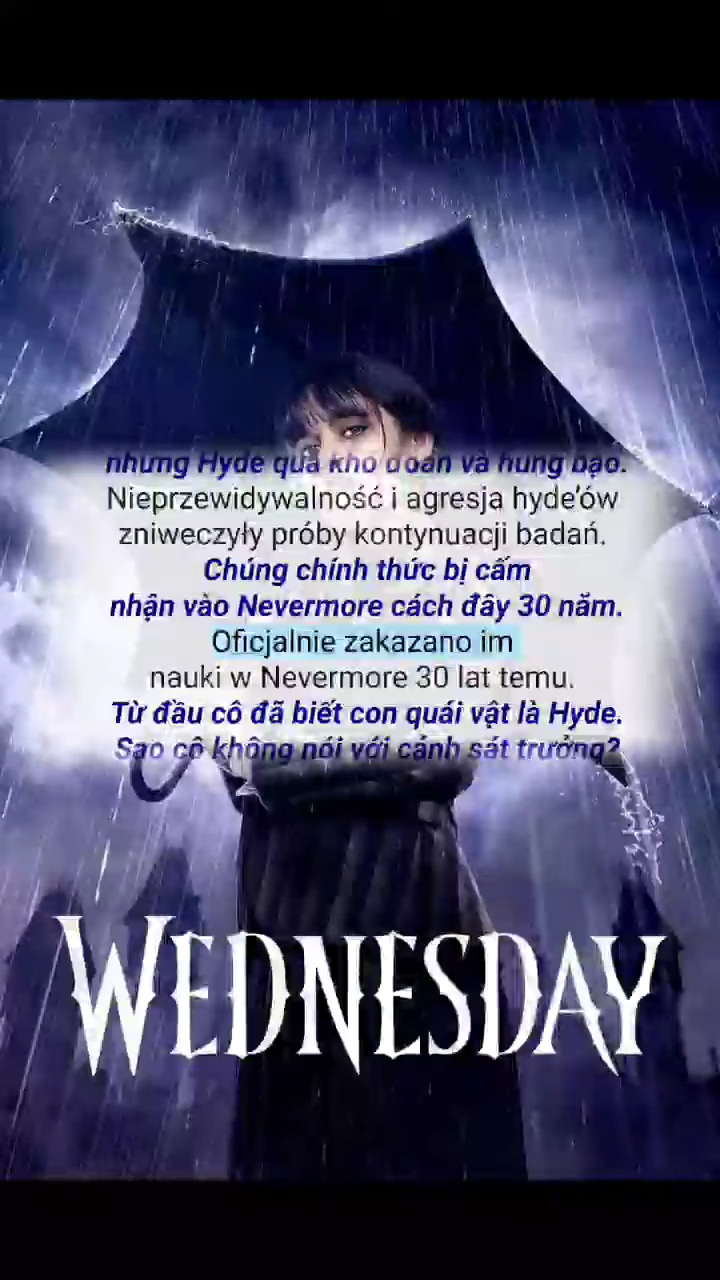 nhưng Hyde quá khó đoán và hung bạo.
Nieprzewidywalność i agresja hyde'ów
zniweczyły próby kontynuacji badań.
Chúng chính thức bị cấm
nhận vào Nevermore cách đây 30 năm.
Oficjalnie zakazano im
nauki w Nevermore 30 lat temu.
Từ đầu cô đã biết con quái vật là Hyde.
Sao cô không nói với cảnh sát trưởng?
WEDNESDAY